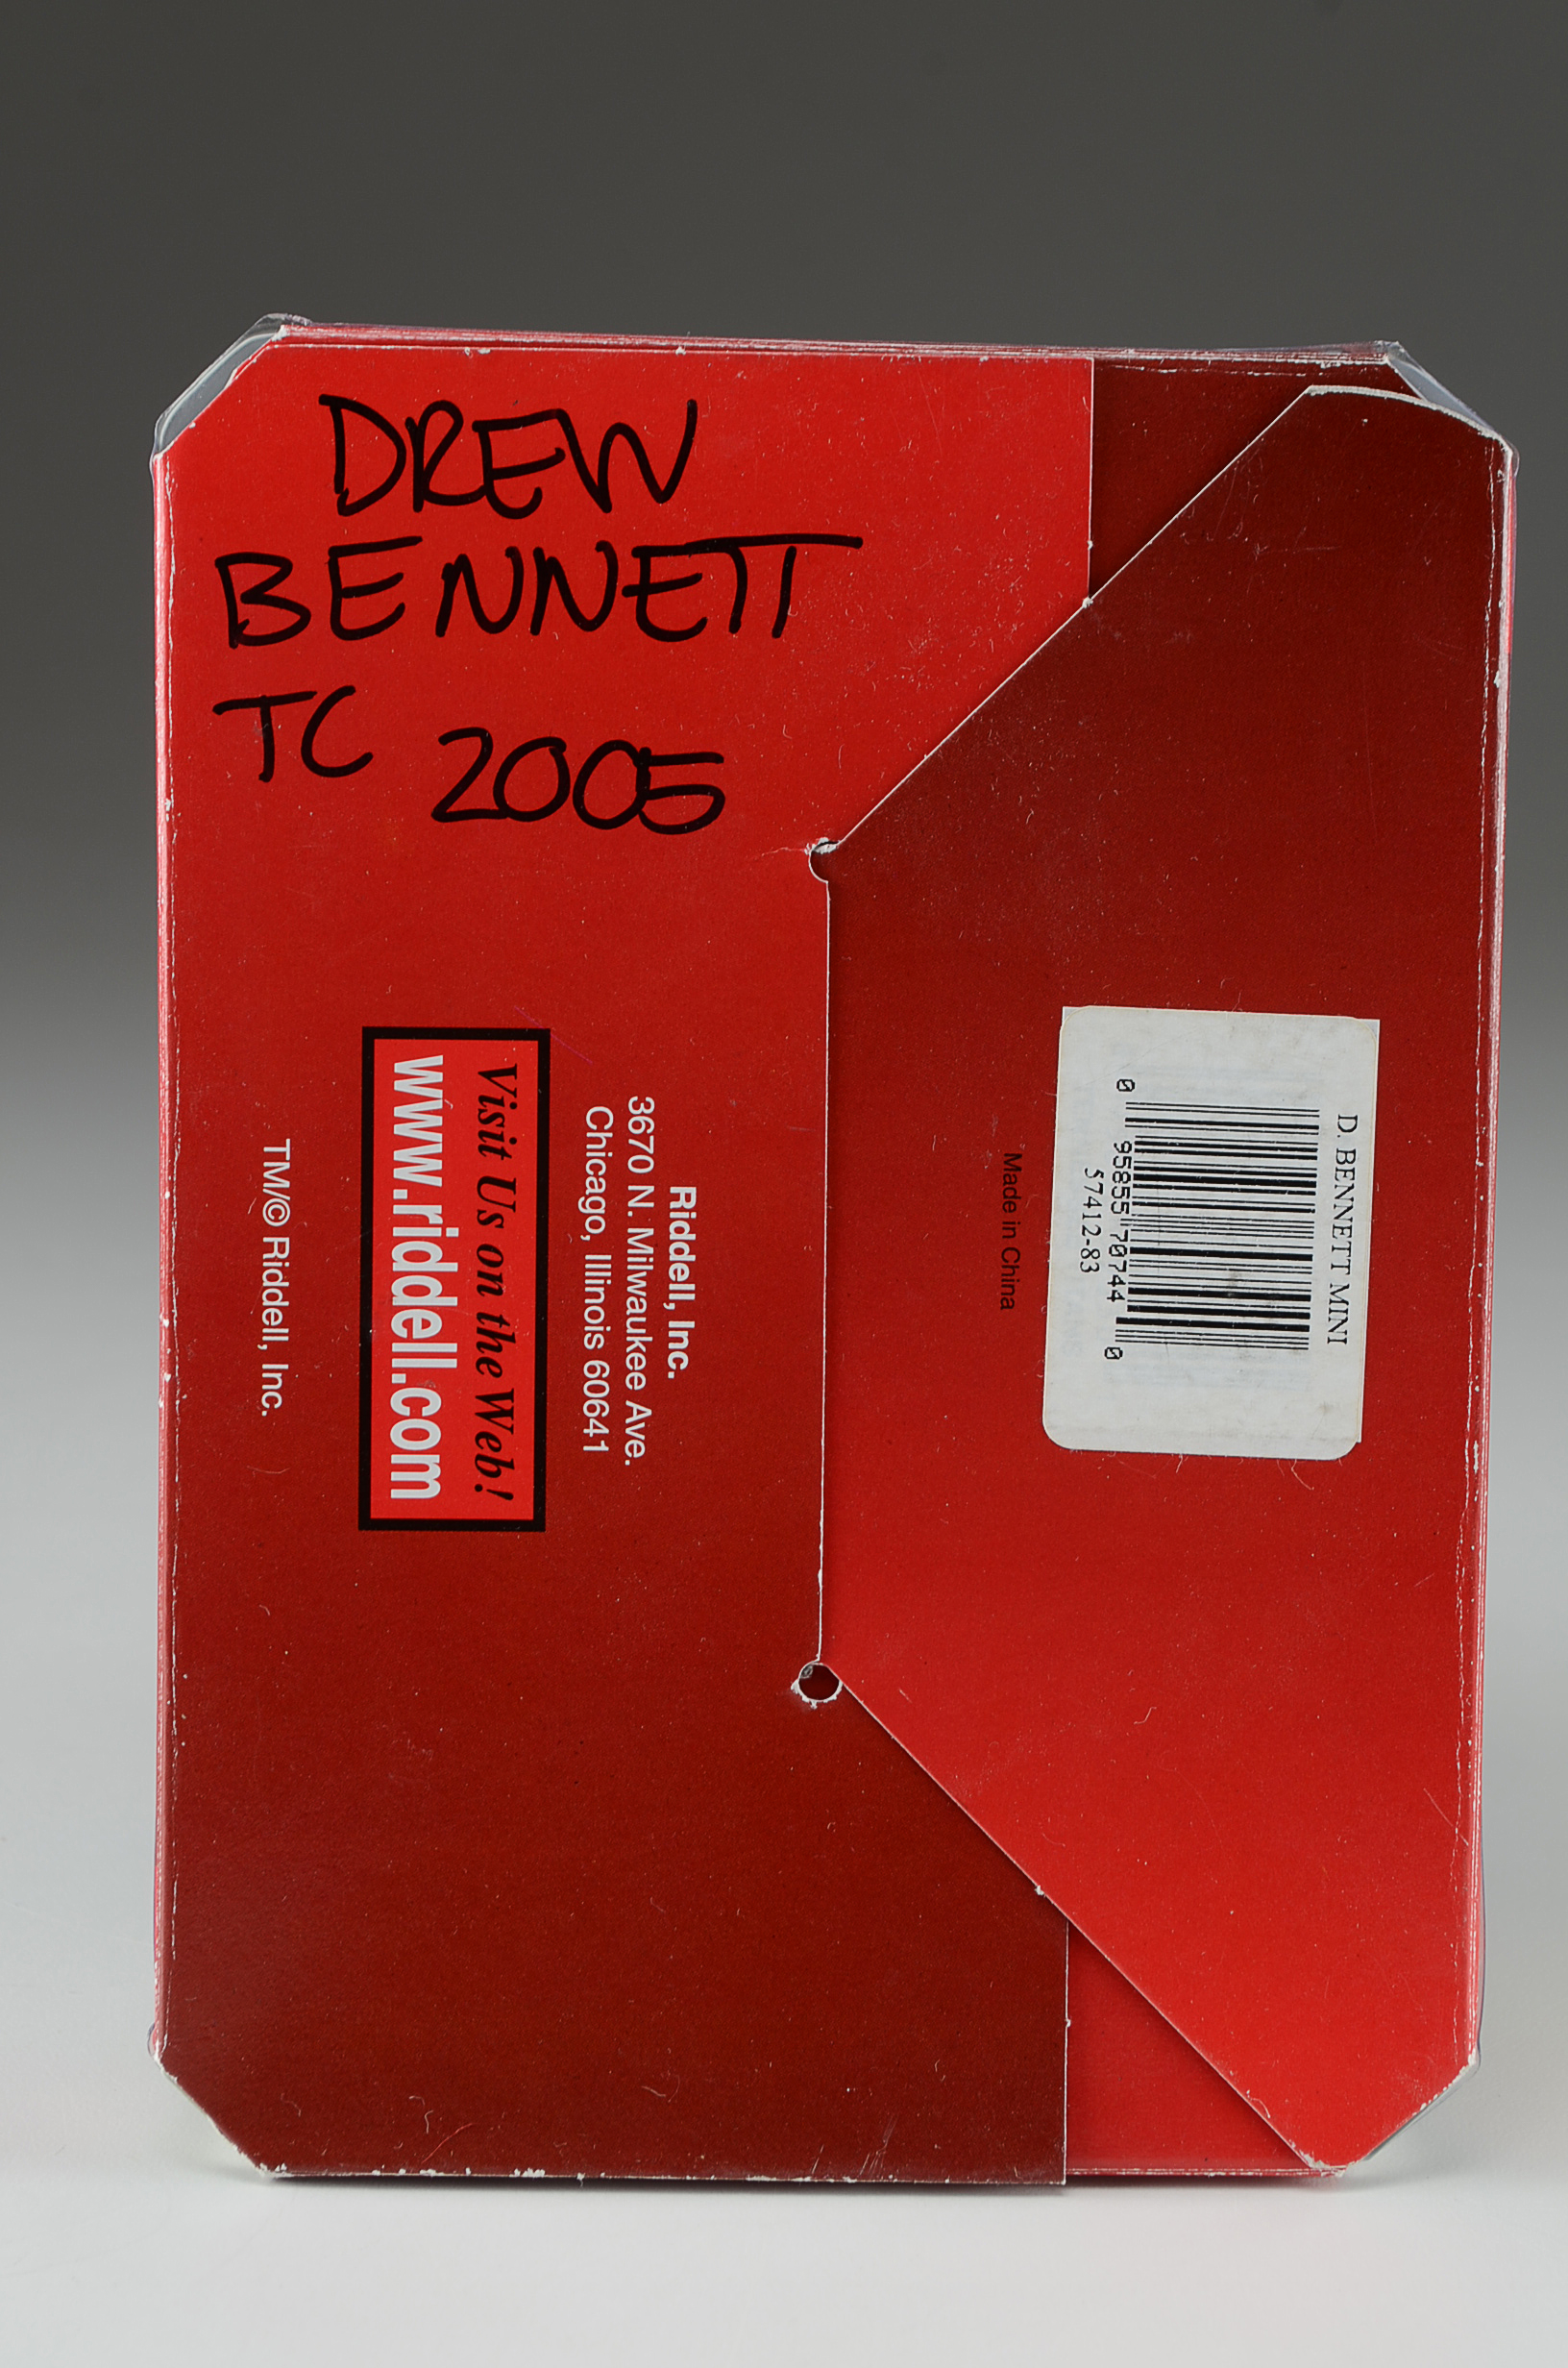 DREW
BENNETT
TC 2005
Riddell, Inc.
3670 N. Milwaukee Ave.
Chicago, Illinois 60641
Visit Us on the Web!
www.riddell.com
TM/© Riddell, Inc.
D. BENNETT MINI
0 95855 70744 0
57412-83
Made in China